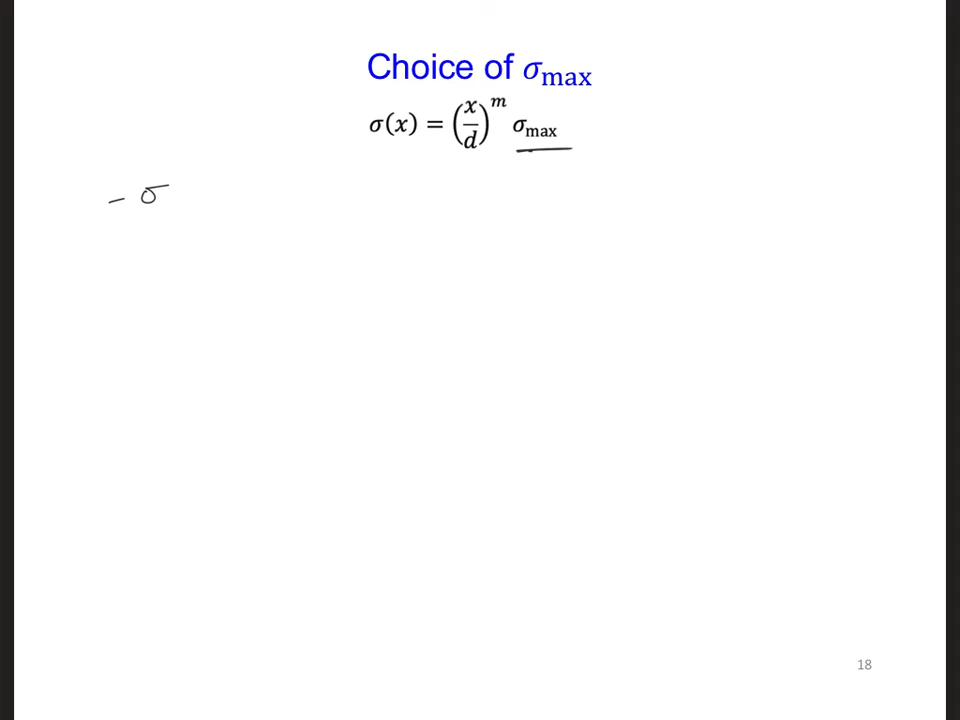 Choice of σmax
σ(x) = (x/d)^m σmax
– σ
18